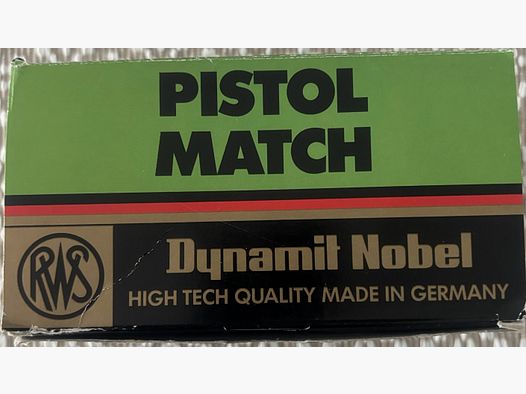 PISTOL
MATCH
RWS
Dynamit Nobel
HIGH TECH QUALITY MADE IN GERMANY